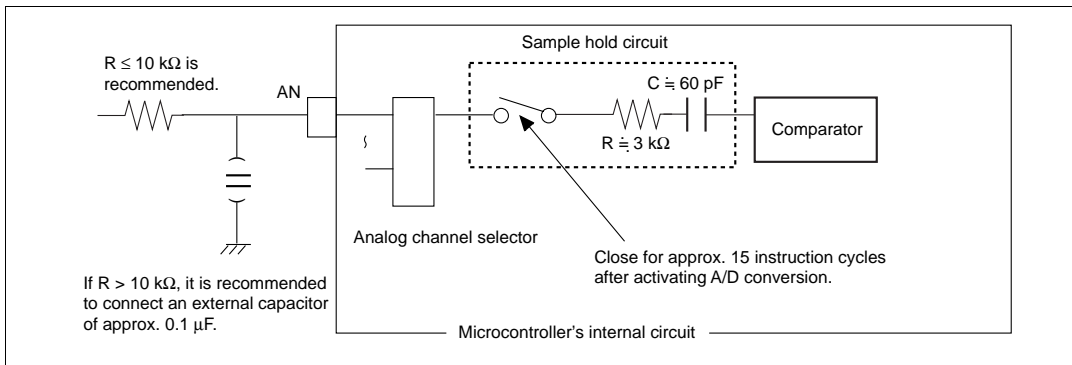 Sample hold circuit
R ≤ 10 kΩ is
recommended.
AN
C ≒ 60 pF
R ≒ 3 kΩ
Comparator
Analog channel selector
Close for approx. 15 instruction cycles
after activating A/D conversion.
If R > 10 kΩ, it is recommended
to connect an external capacitor
of approx. 0.1 µF.
Microcontroller's internal circuit